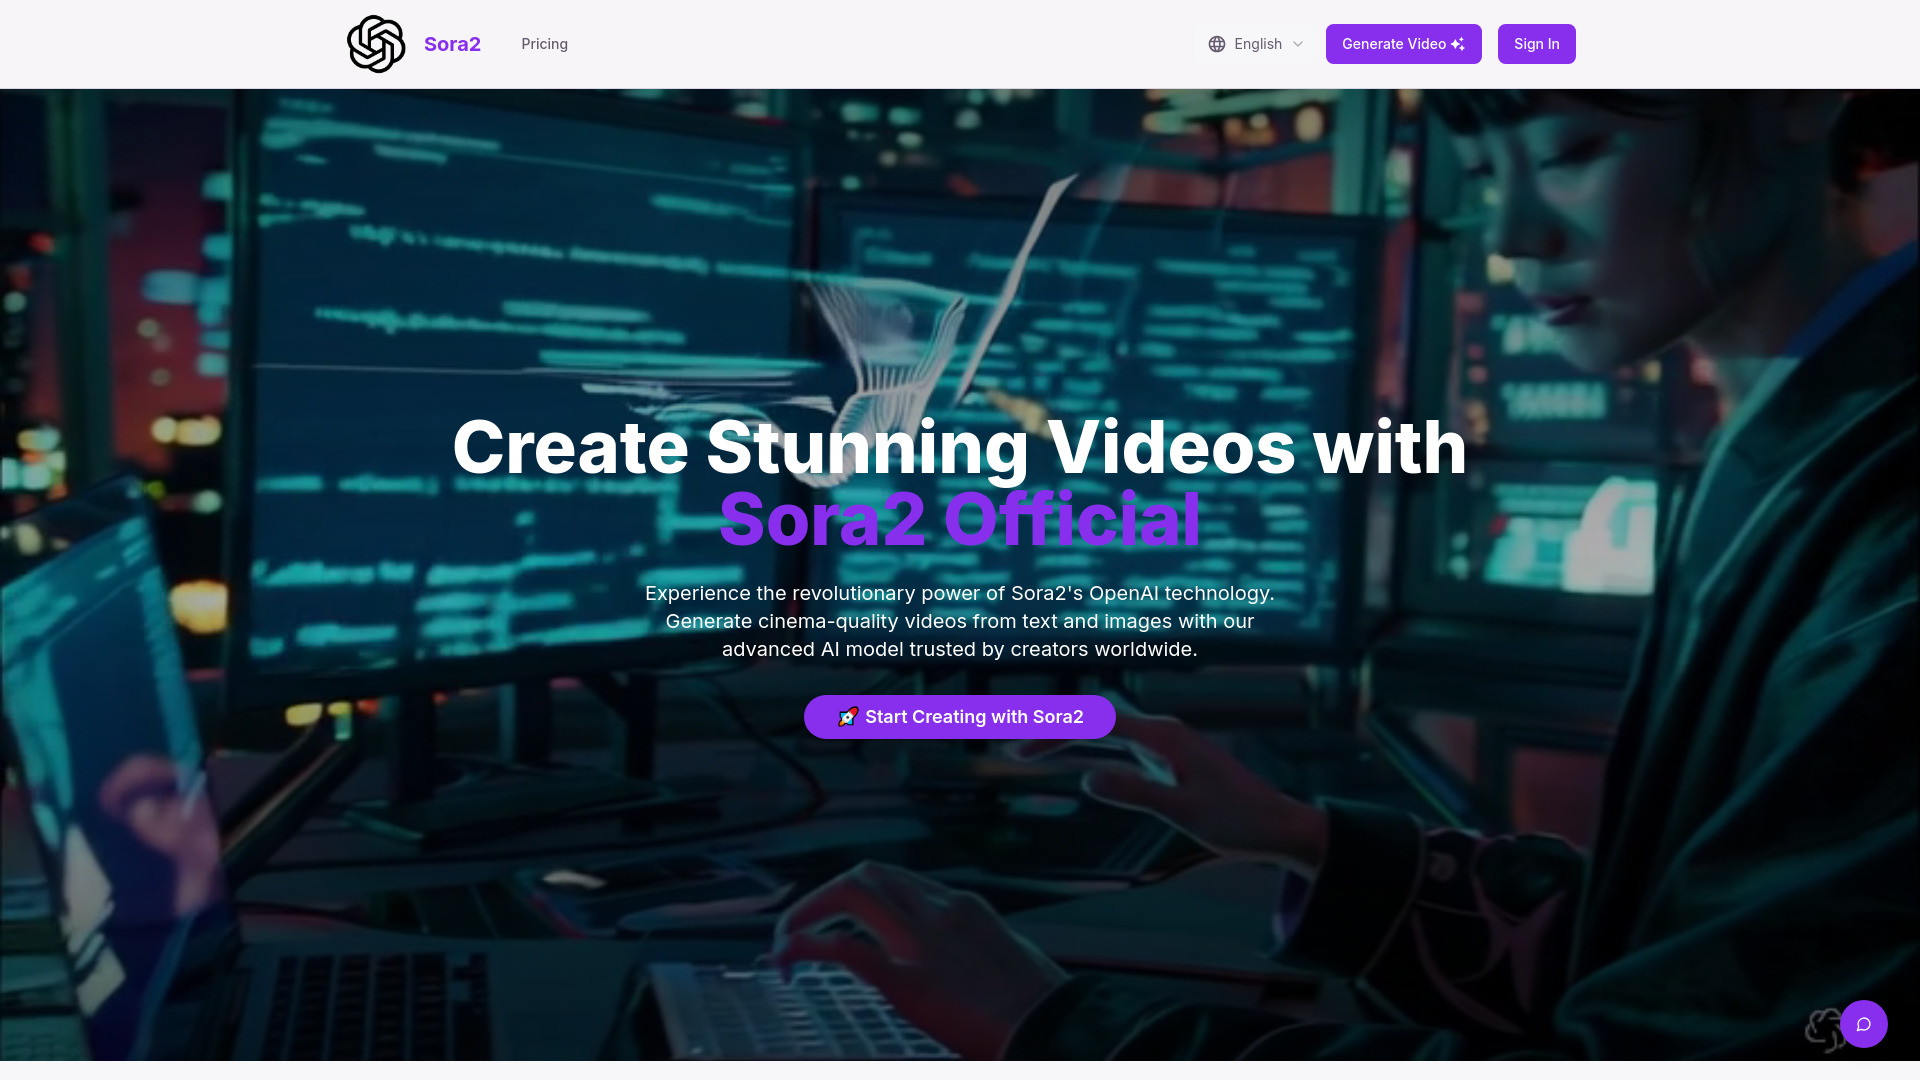 Sora2
Pricing
English
Generate Video
Sign In
Create Stunning Videos with
Sora2 Official
Experience the revolutionary power of Sora2's OpenAI technology.
Generate cinema-quality videos from text and images with our
advanced AI model trusted by creators worldwide.
🚀 Start Creating with Sora2